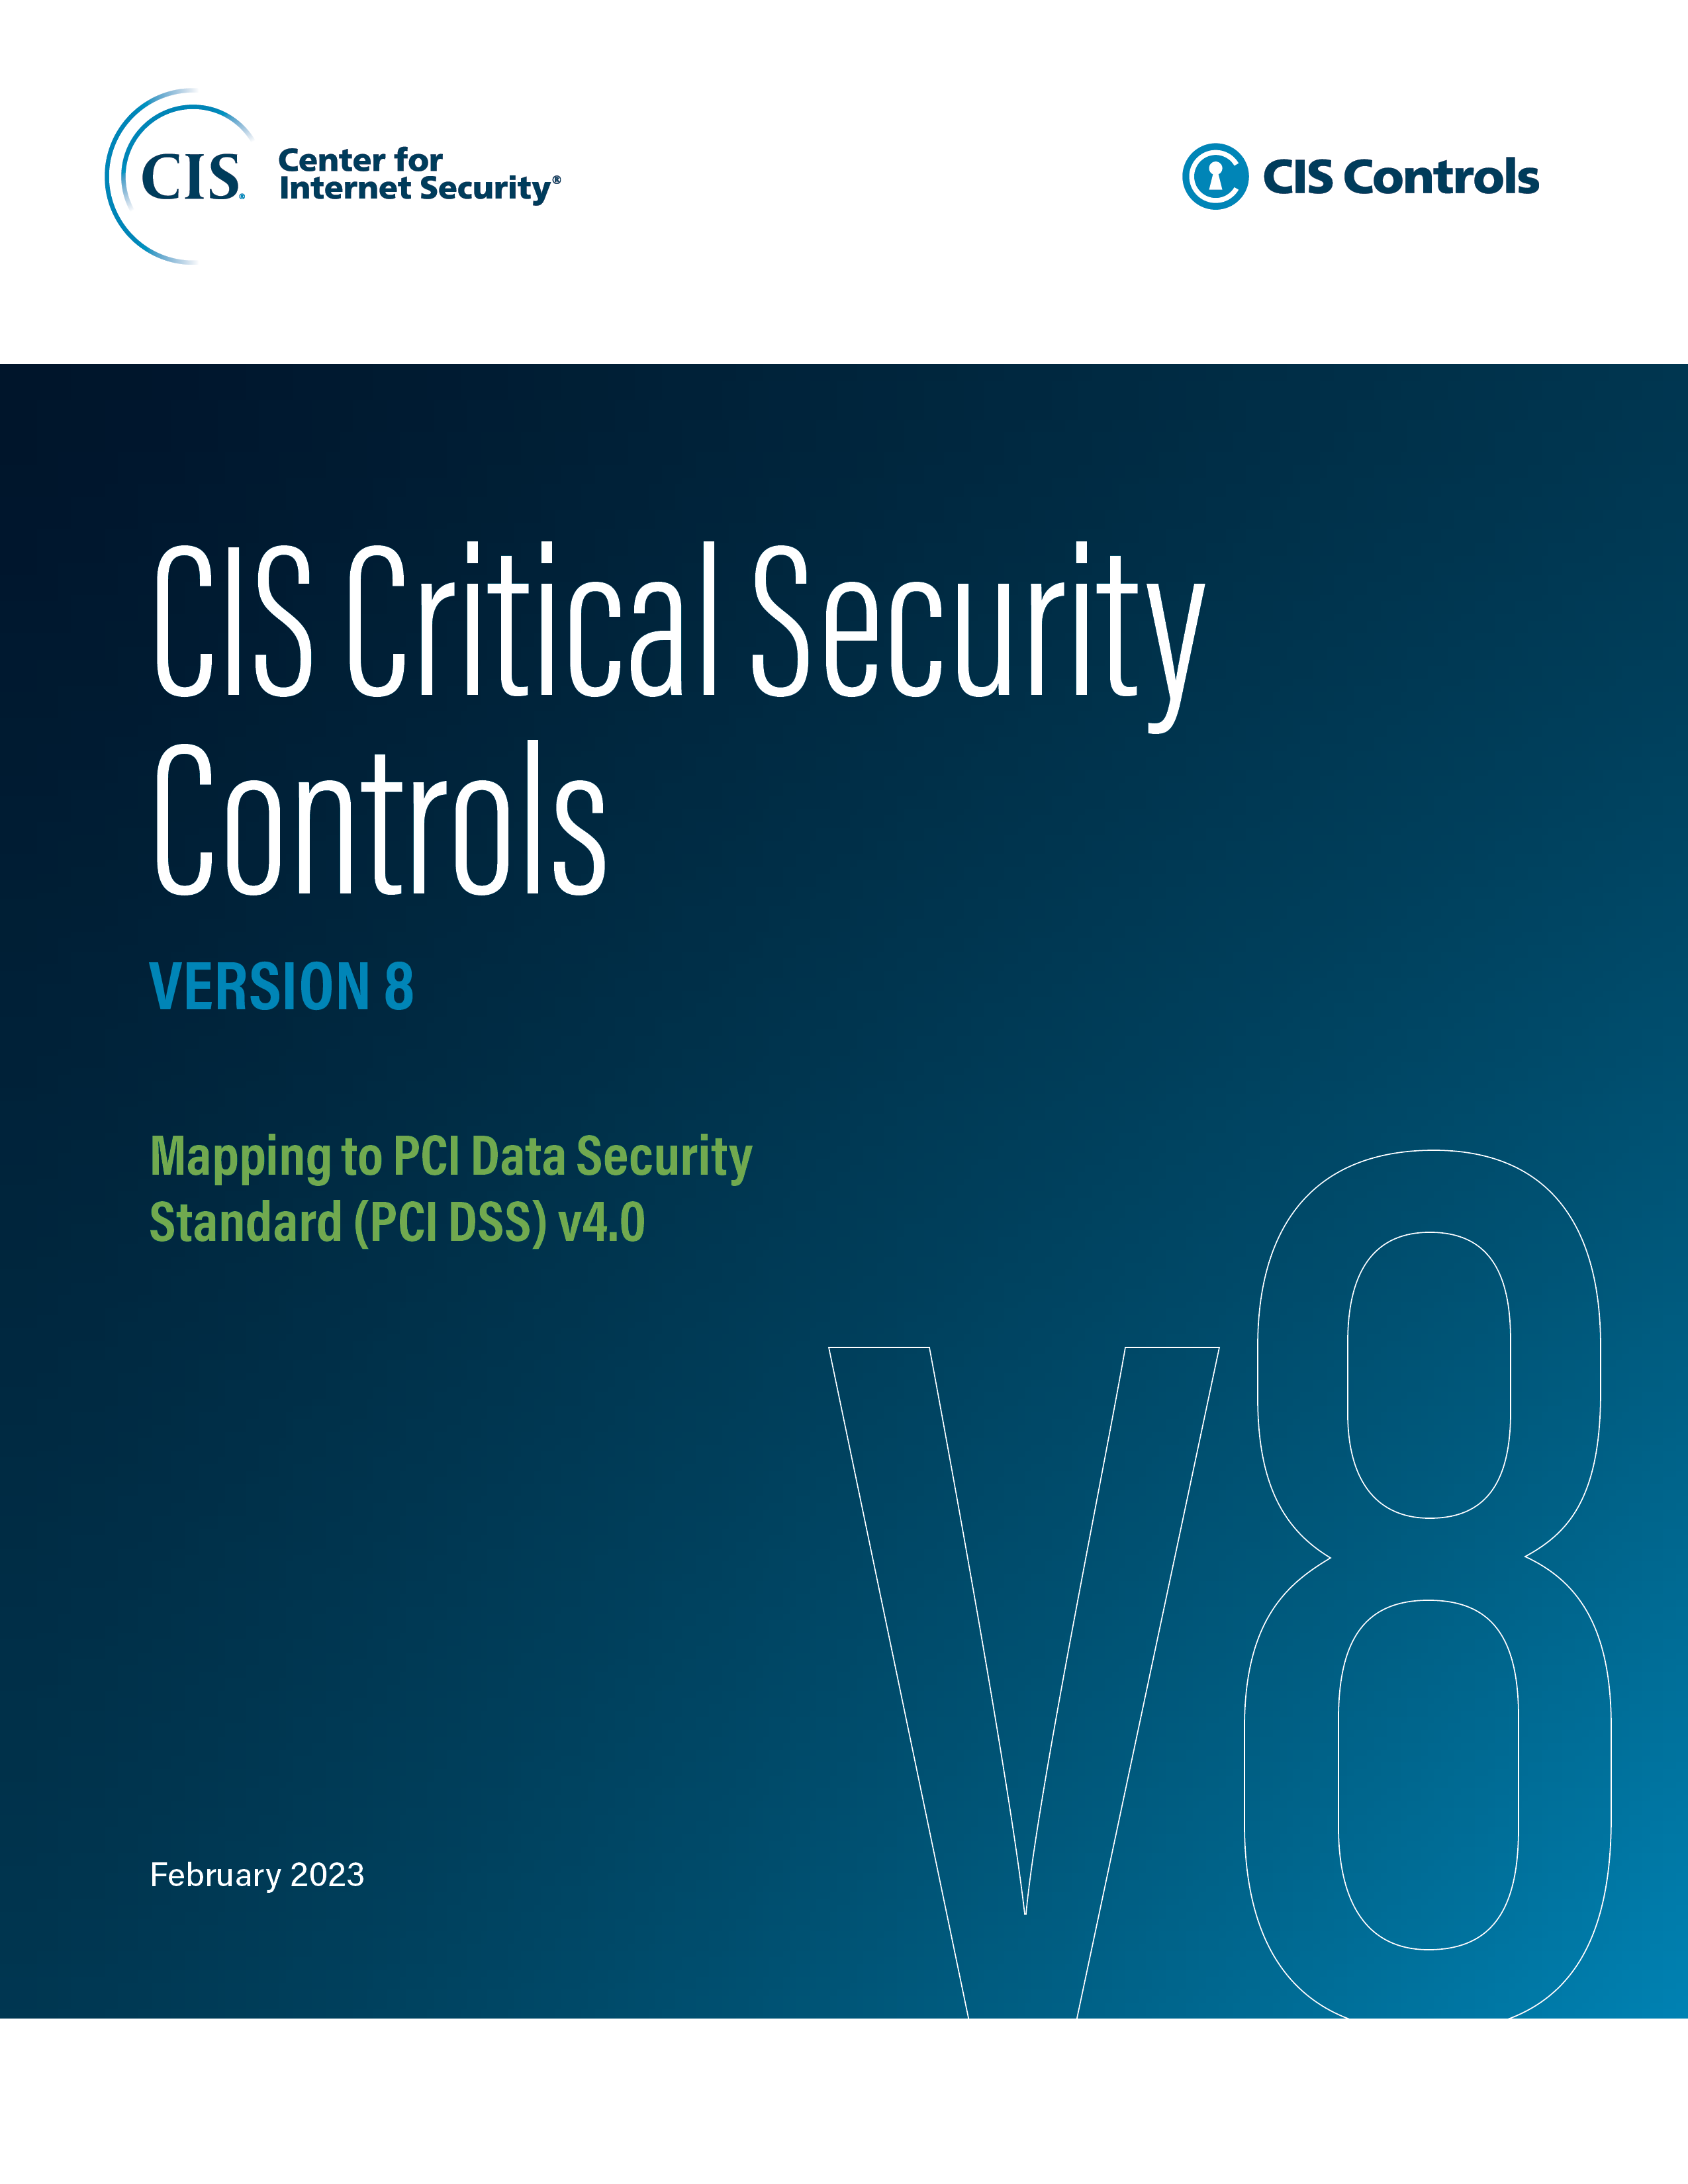 CIS®
Center for
Internet Security®
CIS Controls
CIS Critical Security
Controls
VERSION 8
Mapping to PCI Data Security
Standard (PCI DSS) v4.0
v8
February 2023